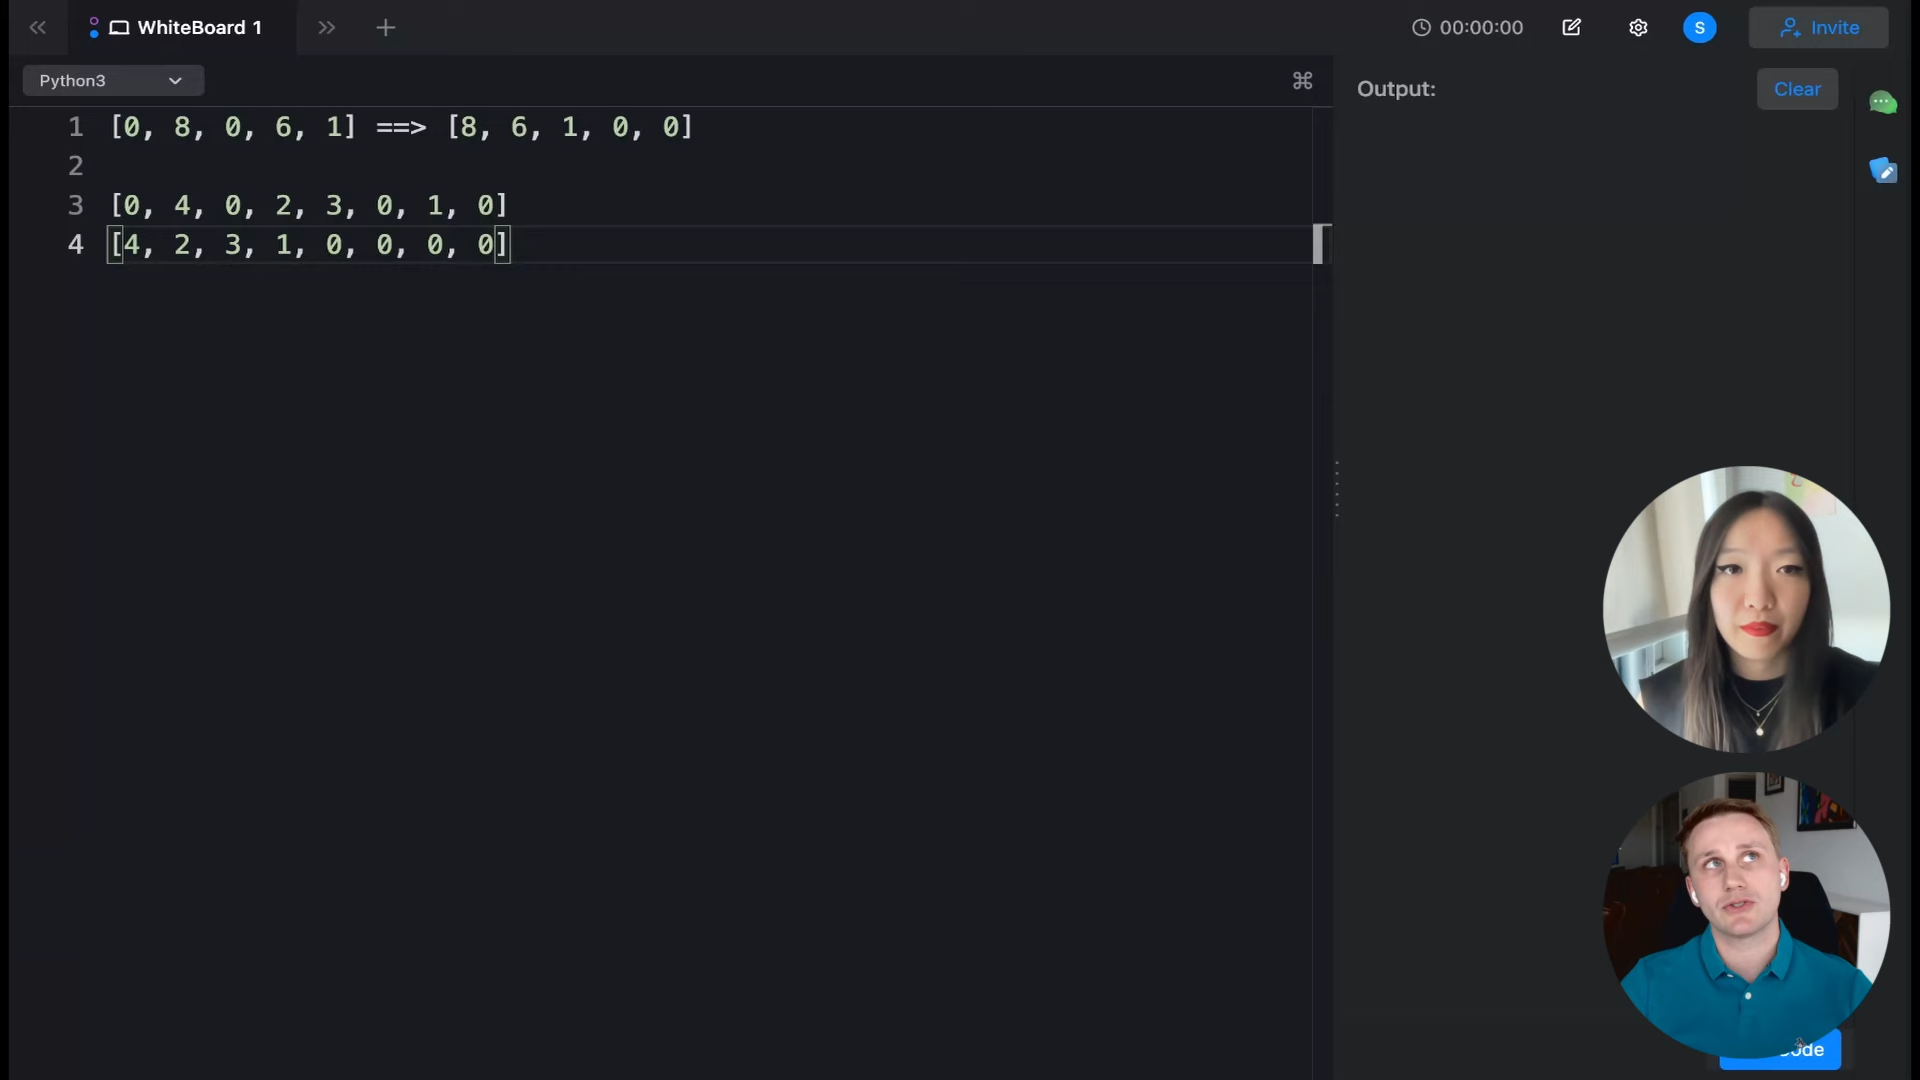 WhiteBoard 1
00:00:00
S
Invite
Python3
Output:
Clear
1 [0, 8, 0, 6, 1] ==> [8, 6, 1, 0, 0]
2
3 [0, 4, 0, 2, 3, 0, 1, 0]
4 [4, 2, 3, 1, 0, 0, 0, 0]